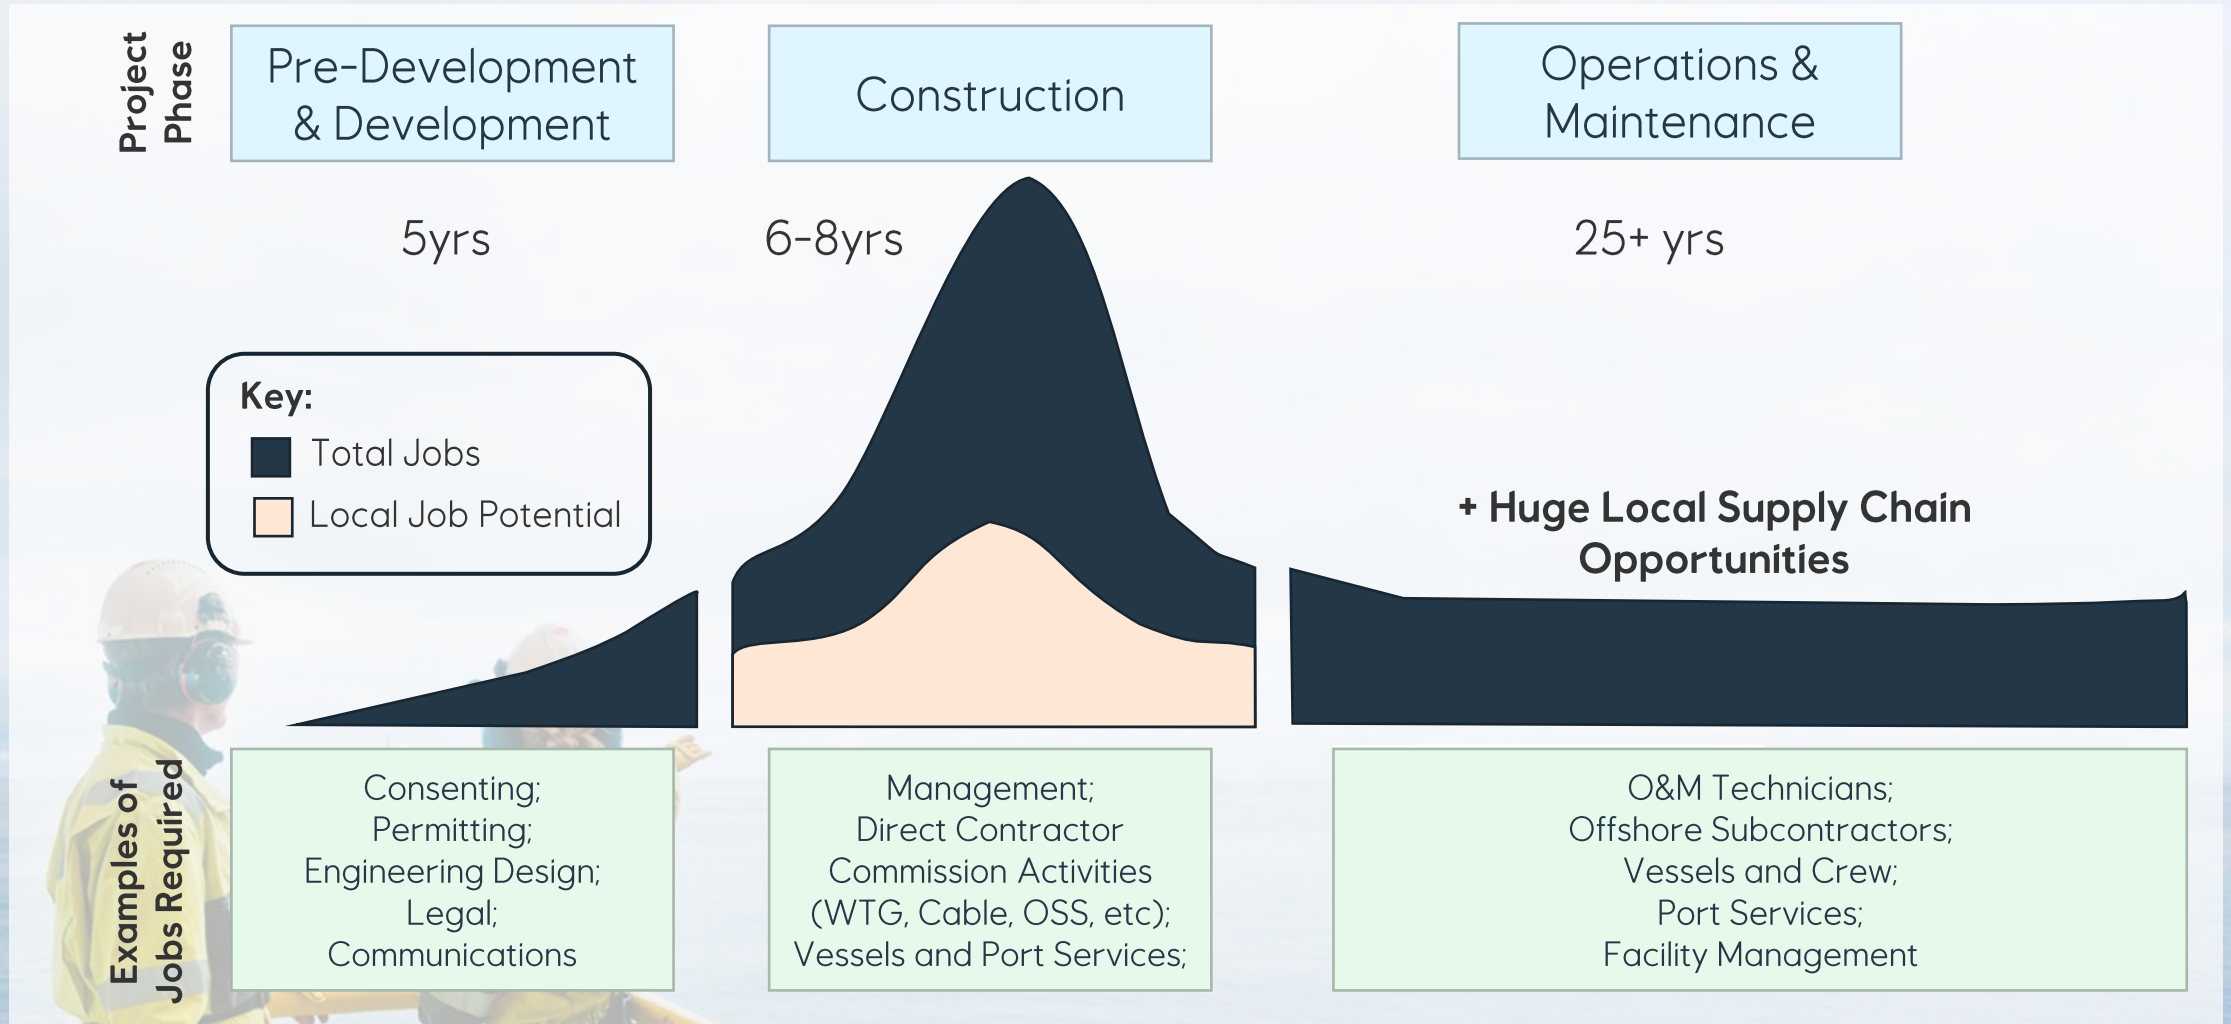 Project
Phase
Pre-Development
& Development
Construction
Operations &
Maintenance
5yrs
6-8yrs
25+ yrs
Key:
Total Jobs
Local Job Potential
+ Huge Local Supply Chain
Opportunities
Examples of
Jobs Required
Consenting;
Permitting;
Engineering Design;
Legal;
Communications
Management;
Direct Contractor
Commission Activities
(WTG, Cable, OSS, etc);
Vessels and Port Services;
O&M Technicians;
Offshore Subcontractors;
Vessels and Crew;
Port Services;
Facility Management